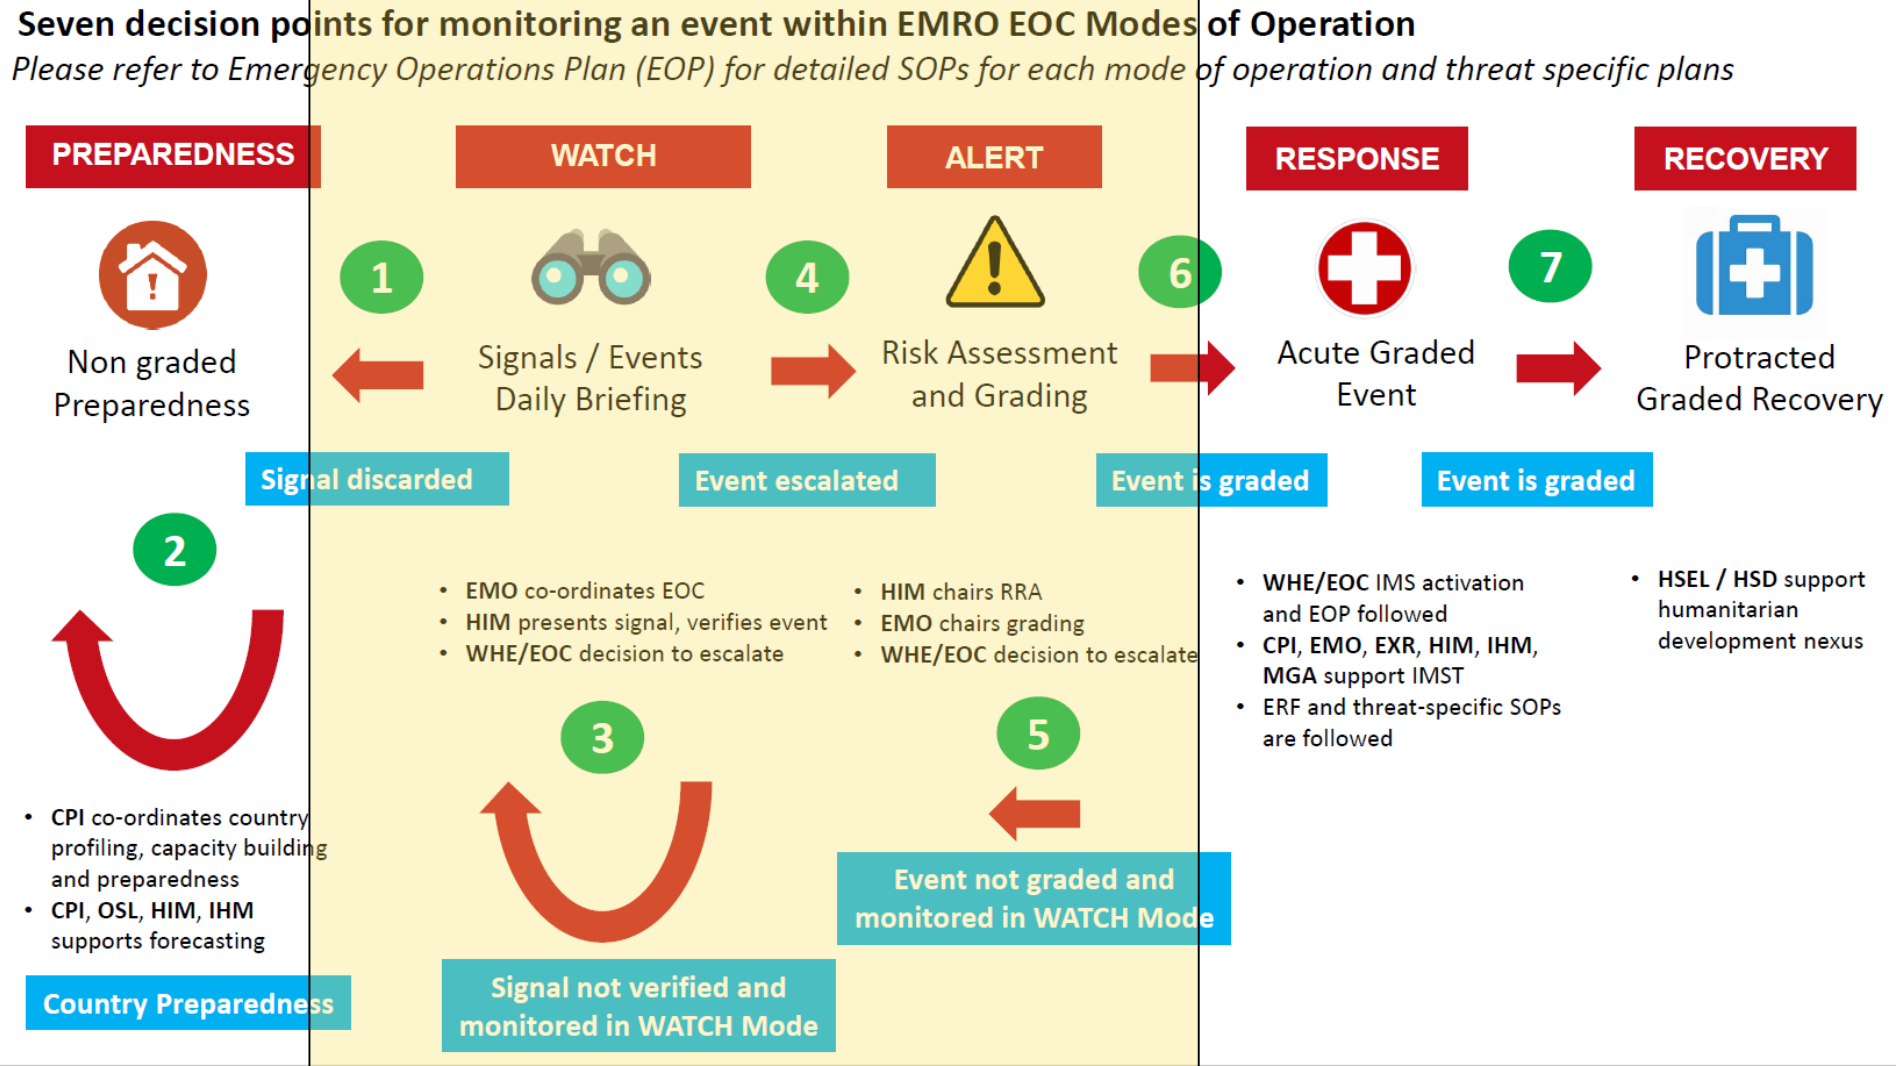 Seven decision points for monitoring an event within EMRO EOC Modes of Operation
Please refer to Emergency Operations Plan (EOP) for detailed SOPs for each mode of operation and threat specific plans
PREPAREDNESS
WATCH
ALERT
RESPONSE
RECOVERY
1
4
6
7
Non graded
Preparedness
Signals / Events
Daily Briefing
Risk Assessment
and Grading
Acute Graded
Event
Protracted
Graded Recovery
Signal discarded
Event escalated
Event is graded
Event is graded
2
• EMO co-ordinates EOC
• HIM presents signal, verifies event
• WHE/EOC decision to escalate
• HIM chairs RRA
• EMO chairs grading
• WHE/EOC decision to escalate
• WHE/EOC IMS activation
and EOP followed
• CPI, EMO, EXR, HIM, IHM,
MGA support IMST
• ERF and threat-specific SOPs
are followed
• HSEL / HSD support
humanitarian
development nexus
3
5
• CPI co-ordinates country
profiling, capacity building
and preparedness
• CPI, OSL, HIM, IHM
supports forecasting
Event not graded and
monitored in WATCH Mode
Country Preparedness
Signal not verified and
monitored in WATCH Mode